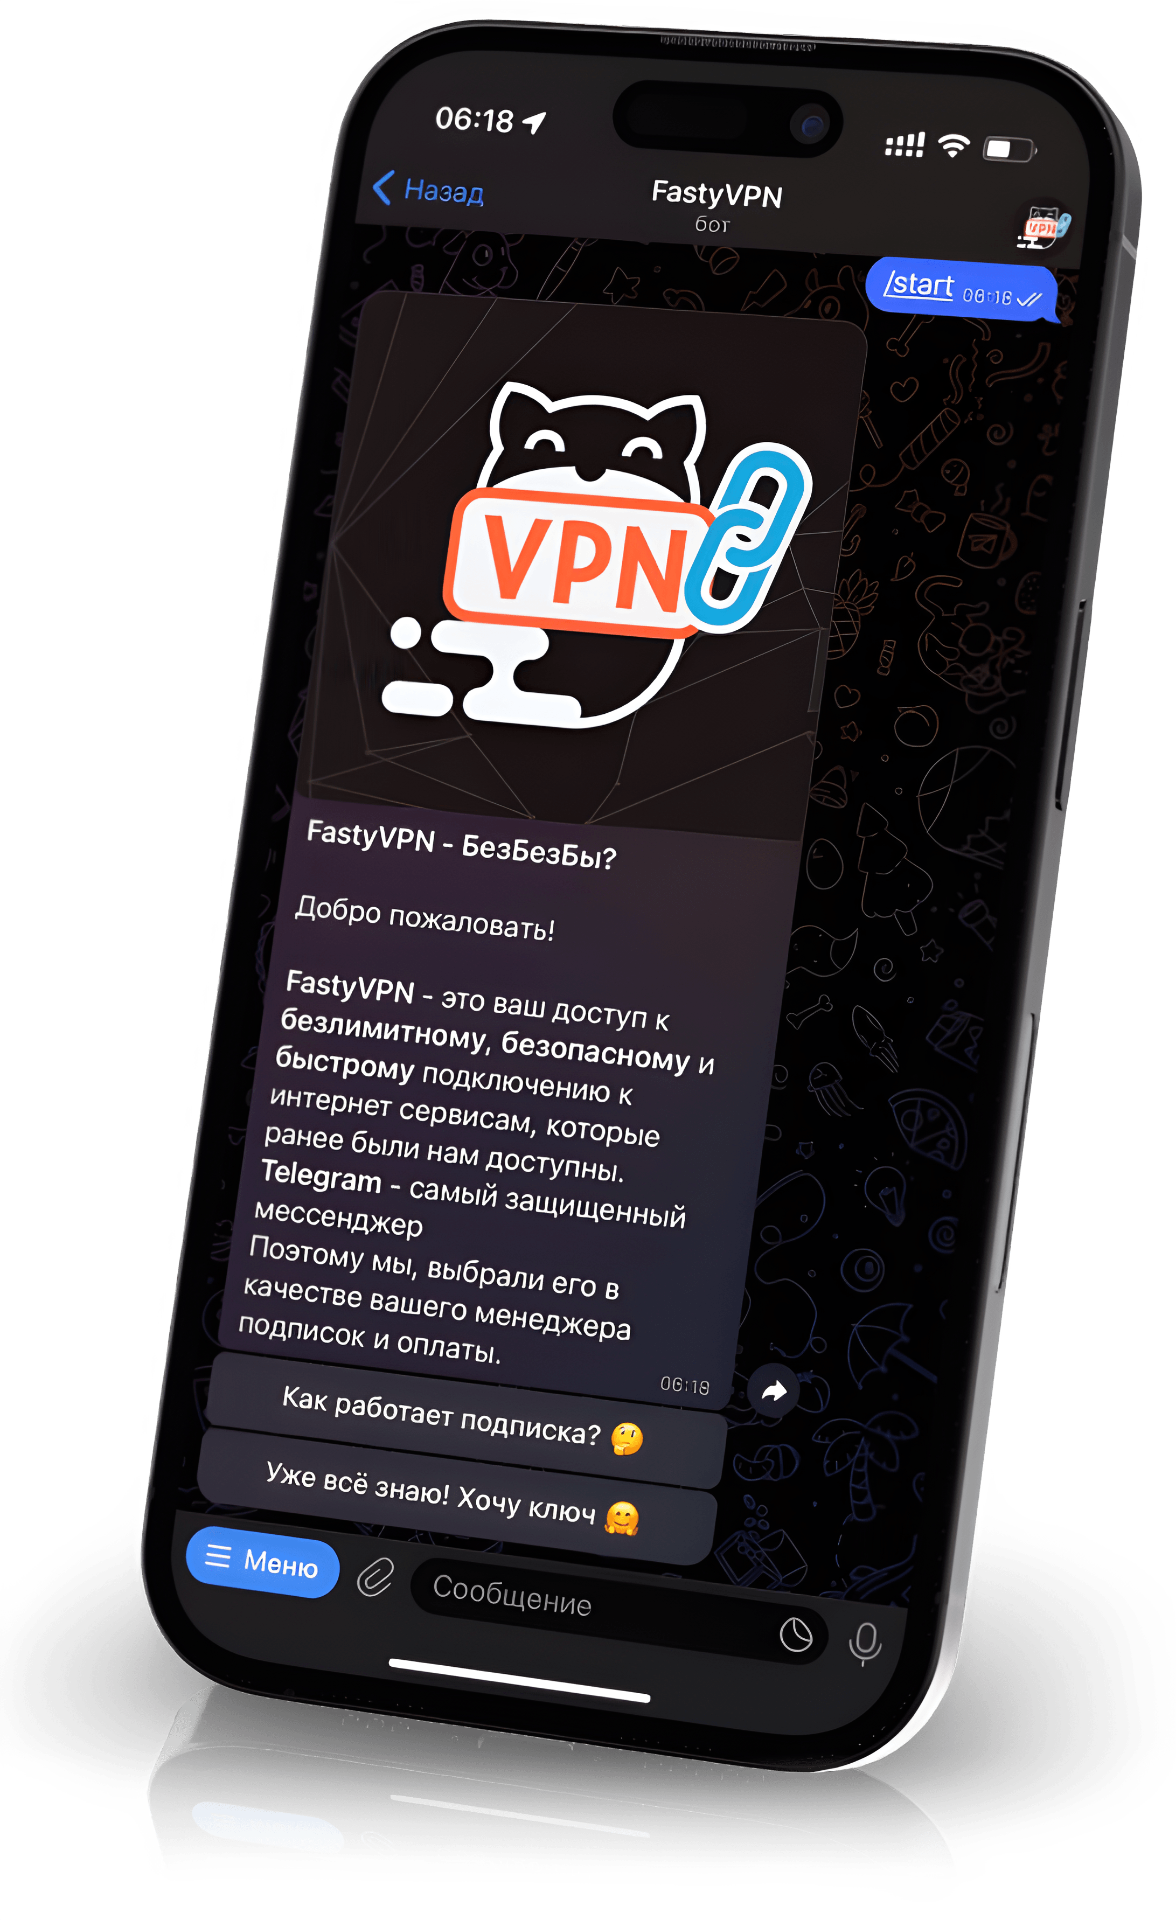 06:18
Назад
FastyVPN
бот
VPN
/start 06:18
VPN
FastyVPN - БезБезБы?
Добро пожаловать!
FastyVPN - это ваш доступ к
безлимитному, безопасному и
быстрому подключению к
интернет сервисам, которые
ранее были нам доступны.
Telegram - самый защищенный
мессенджер
Поэтому мы, выбрали его в
качестве вашего менеджера
подписок и оплаты.
06:18
Как работает подписка? 🤔
Уже всё знаю! Хочу ключ 🤗
Меню
Сообщение